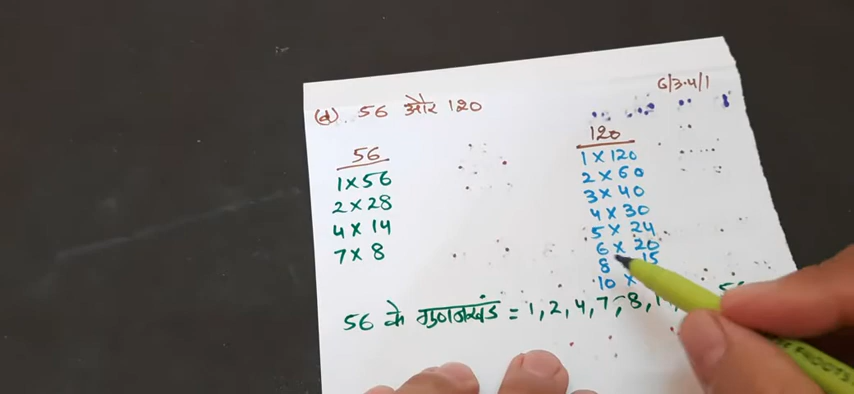 6/3.4/1
(d). 56 और 120
56
1 x 56
2 x 28
4 x 14
7 x 8
120
1 x 120
2 x 60
3 x 40
4 x 30
5 x 24
6 x 20
8 15
10 x
56 के गुणनखंड = 1, 2, 4, 7, 8, 1